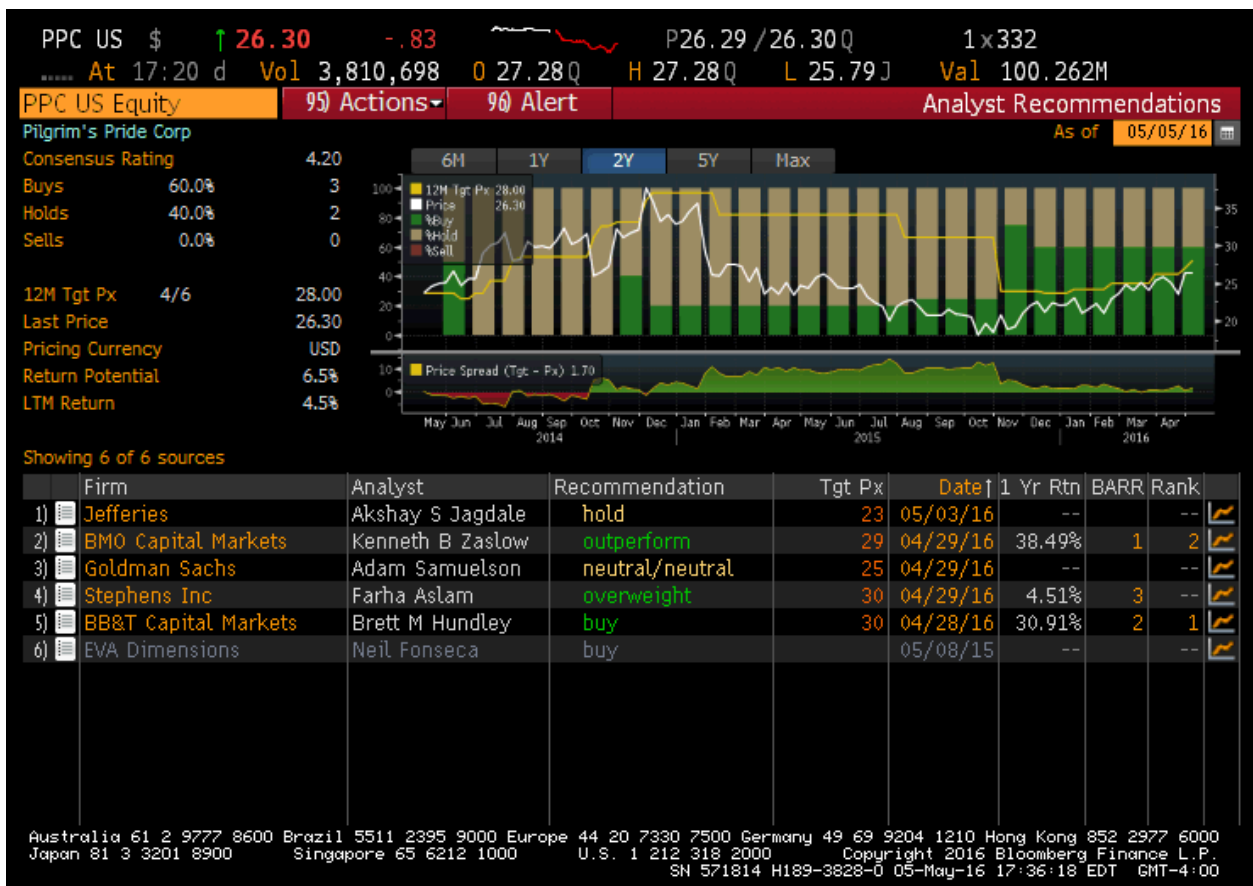 PPC US $ ↑ 26.30 -.83 P26.29 / 26.30Q 1x332
At 17:20 d Vol 3,810,698 O 27.28Q H 27.28Q L 25.79J Val 100.262M
PPC US Equity 95) Actions 96) Alert Analyst Recommendations
Pilgrim's Pride Corp As of 05/05/16
Consensus Rating 4.20
Buys 60.0% 3
Holds 40.0% 2
Sells 0.0% 0
12M Tgt Px 4/6 28.00
Last Price 26.30
Pricing Currency USD
Return Potential 6.5%
LTM Return 4.5%
6M 1Y 2Y 5Y Max
12M Tgt Px 28.00
Price 26.30
%Buy
%Hold
%Sell
100
80
60
40
20
0
35
30
25
20
Price Spread (Tgt - Px) 1.70
10
0
May Jun Jul Aug Sep Oct Nov Dec Jan Feb Mar Apr May Jun Jul Aug Sep Oct Nov Dec Jan Feb Mar Apr
2014 2015 2016
Showing 6 of 6 sources
Firm Analyst Recommendation Tgt Px Date↑ 1 Yr Rtn BARR Rank
1) Jefferies Akshay S Jagdale hold 23 05/03/16 -- --
2) BMO Capital Markets Kenneth B Zaslow outperform 29 04/29/16 38.49% 1 2
3) Goldman Sachs Adam Samuelson neutral/neutral 25 04/29/16 -- --
4) Stephens Inc Farha Aslam overweight 30 04/29/16 4.51% 3 --
5) BB&T Capital Markets Brett M Hundley buy 30 04/28/16 30.91% 2 1
6) EVA Dimensions Neil Fonseca buy 05/08/15 -- --
Australia 61 2 9777 8600 Brazil 5511 2395 9000 Europe 44 20 7330 7500 Germany 49 69 9204 1210 Hong Kong 852 2977 6000
Japan 81 3 3201 8900 Singapore 65 6212 1000 U.S. 1 212 318 2000 Copyright 2016 Bloomberg Finance L.P.
SN 571814 H189-3828-0 05-May-16 17:36:18 EDT GMT-4:00